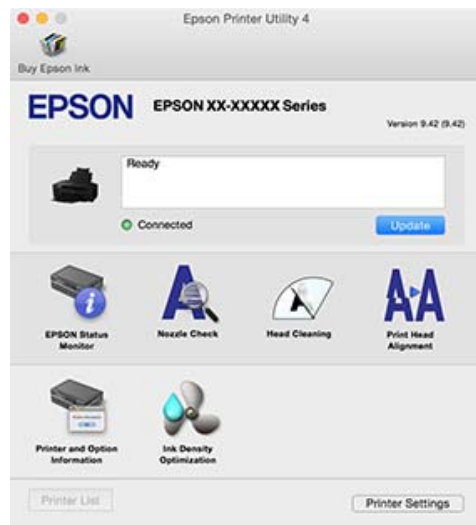 Epson Printer Utility 4
Buy Epson Ink
EPSON
EPSON XX-XXXXX Series
Version 9.42 (9.42)
Ready
Connected
Update
EPSON Status
Monitor
Nozzle Check
Head Cleaning
Print Head
Alignment
Printer and Option
Information
Ink Density
Optimization
Printer List
Printer Settings